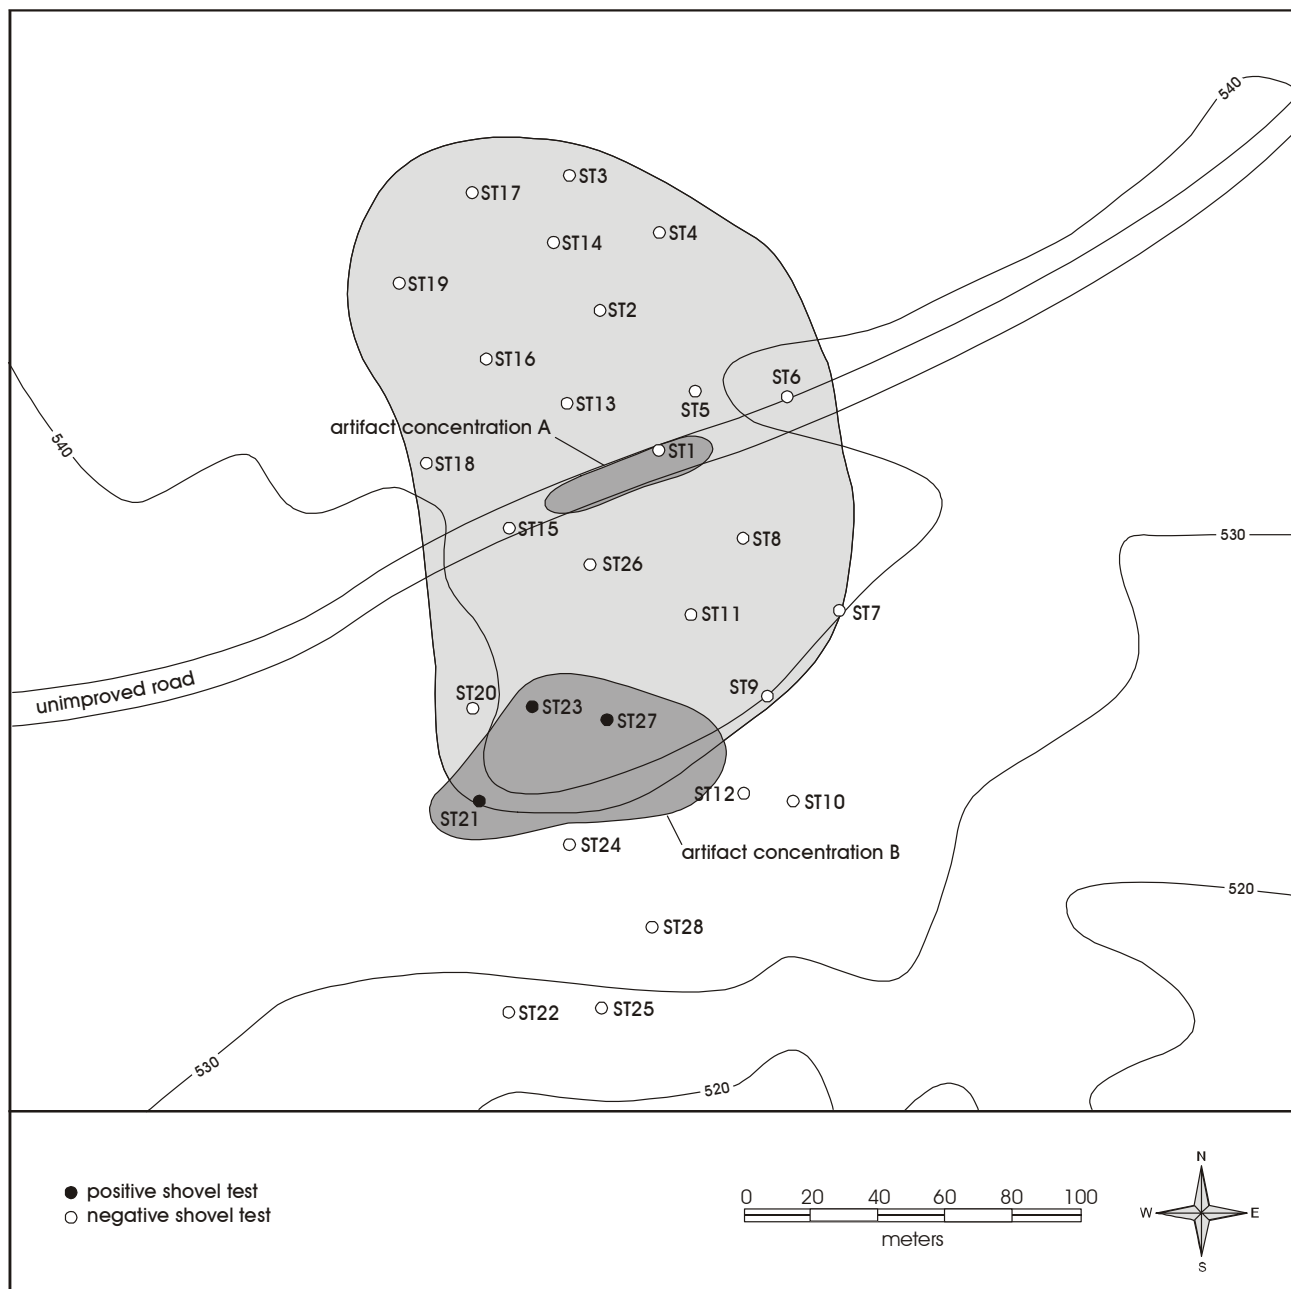 540
ST3
ST17
ST4
ST14
ST19
ST2
ST16
ST6
ST13
ST5
artifact concentration A
540
ST1
ST18
ST15
ST8
530
ST26
ST11
ST7
unimproved road
ST20
ST9
ST23
ST27
ST12
ST10
ST21
ST24
artifact concentration B
520
ST28
ST22
ST25
530
520
positive shovel test
negative shovel test
0 20 40 60 80 100
meters
N
W E
S